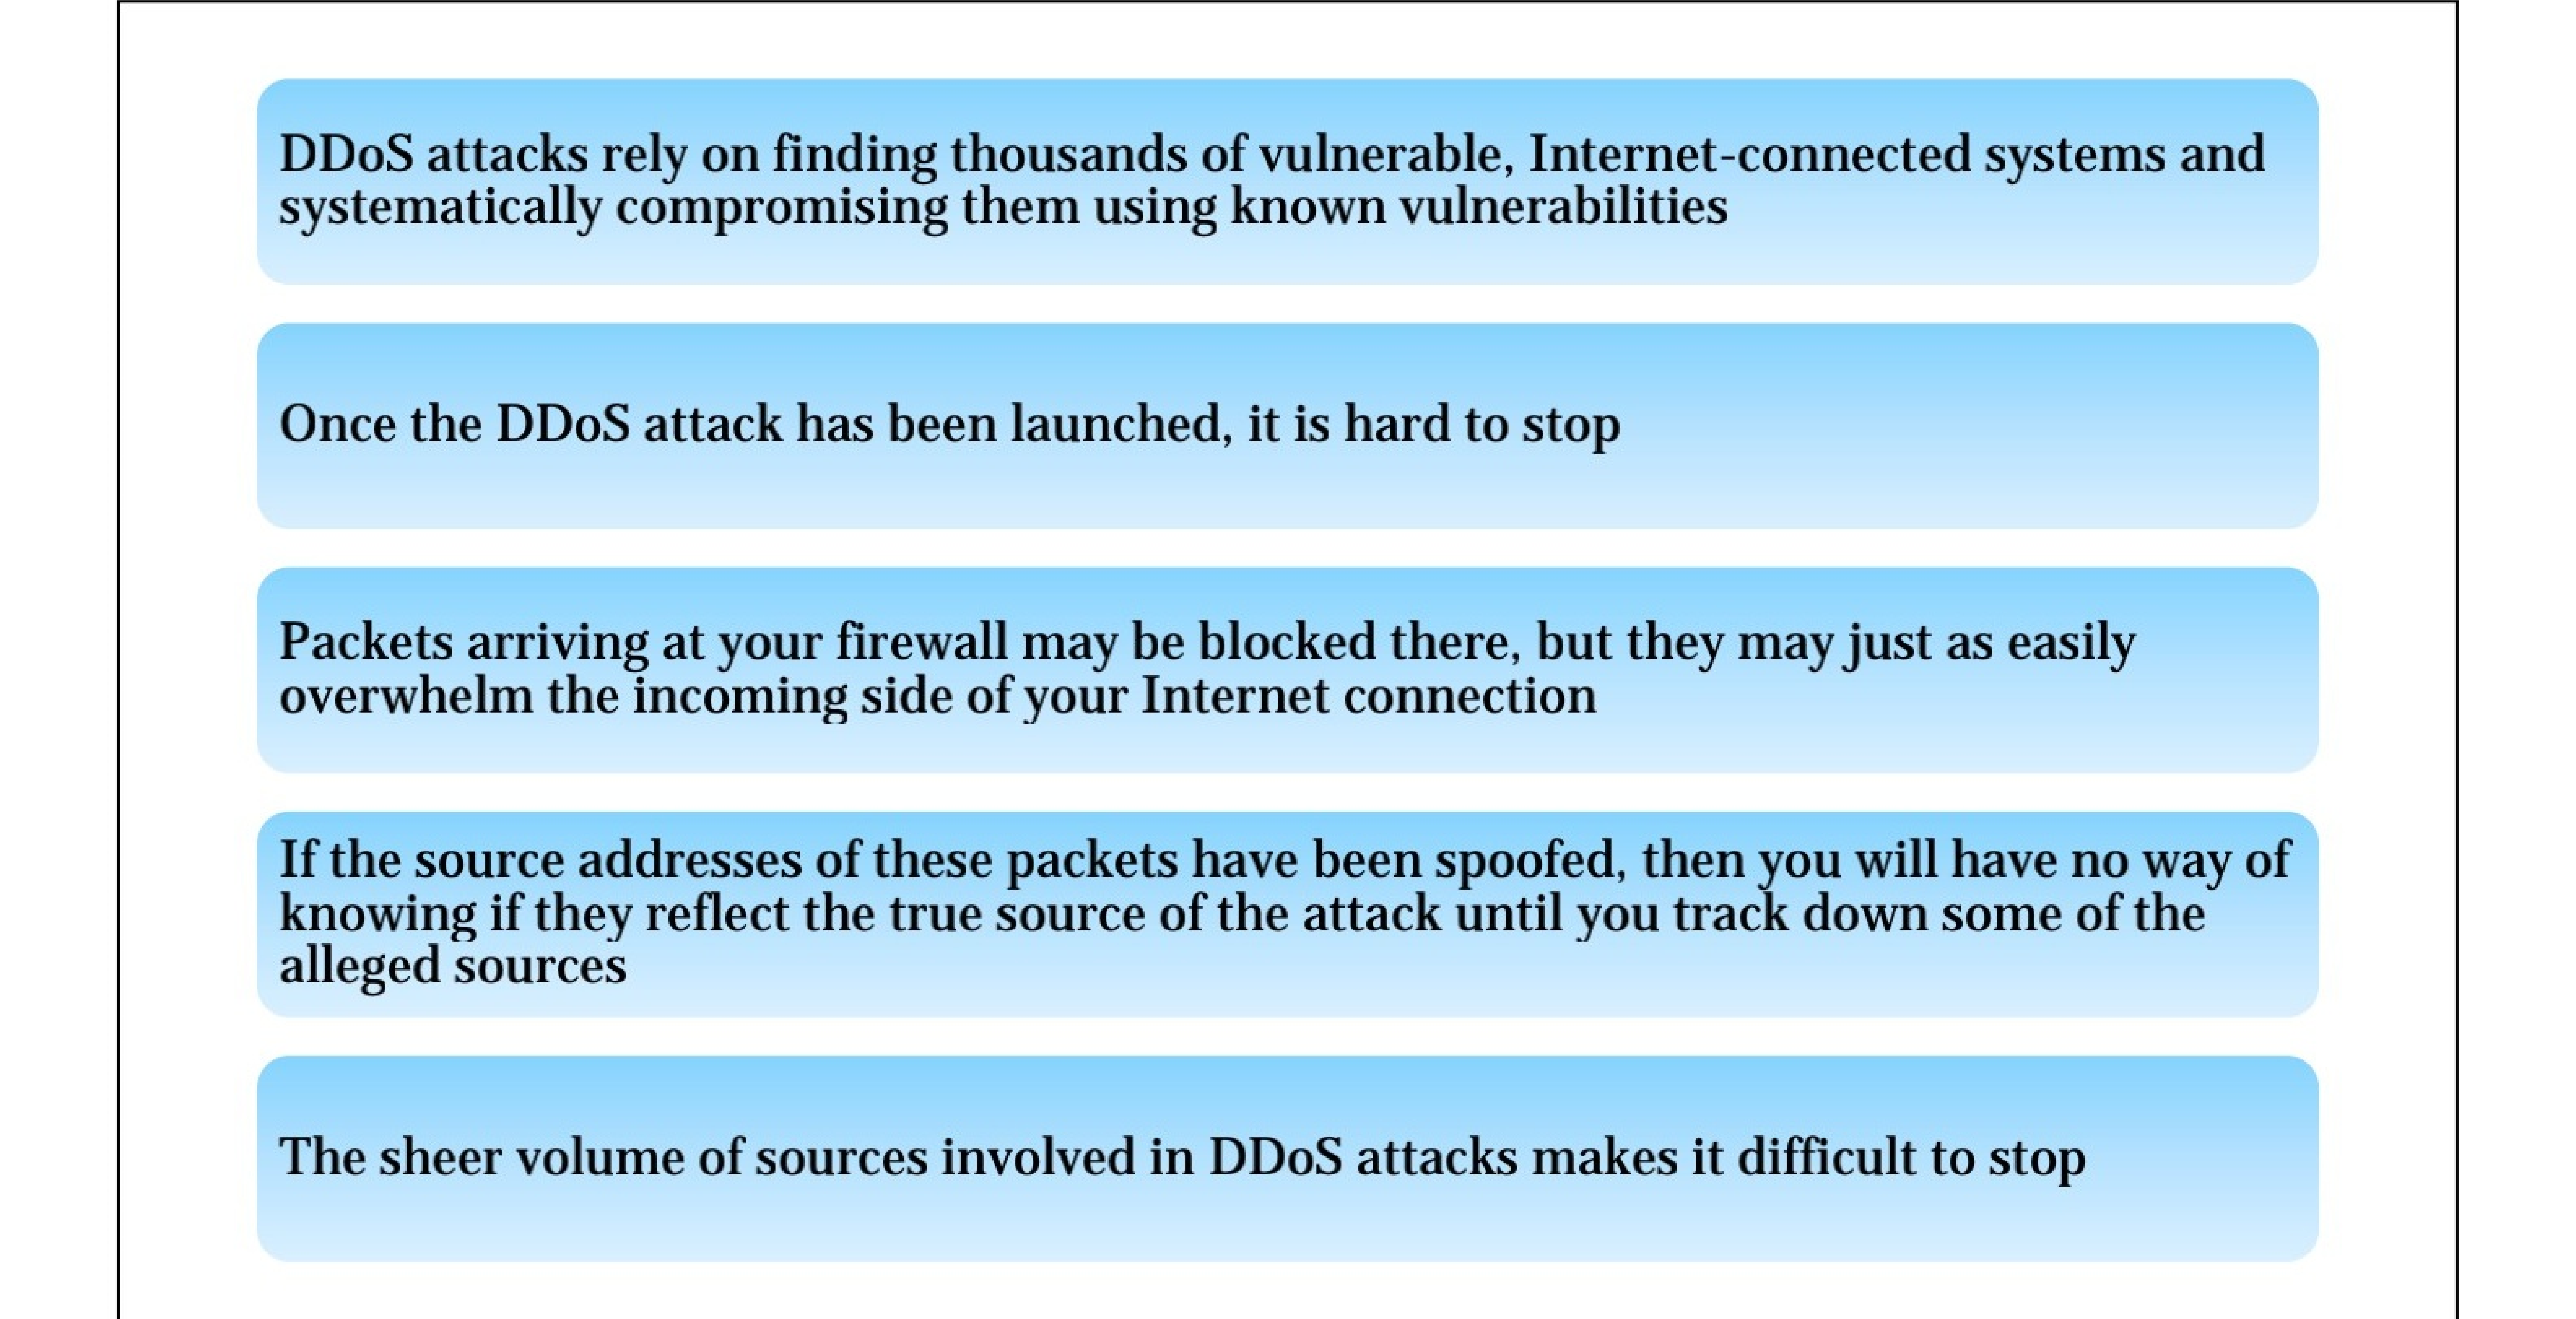 DDoS attacks rely on finding thousands of vulnerable, Internet-connected systems and
systematically compromising them using known vulnerabilities
Once the DDoS attack has been launched, it is hard to stop
Packets arriving at your firewall may be blocked there, but they may just as easily
overwhelm the incoming side of your Internet connection
If the source addresses of these packets have been spoofed, then you will have no way of
knowing if they reflect the true source of the attack until you track down some of the
alleged sources
The sheer volume of sources involved in DDoS attacks makes it difficult to stop